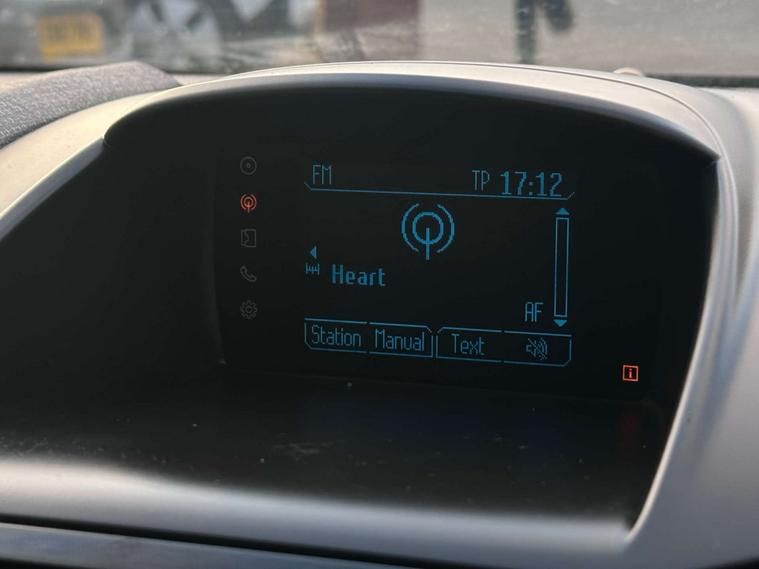 FM TP 17:12
Heart
AF
Station Manual Text
i